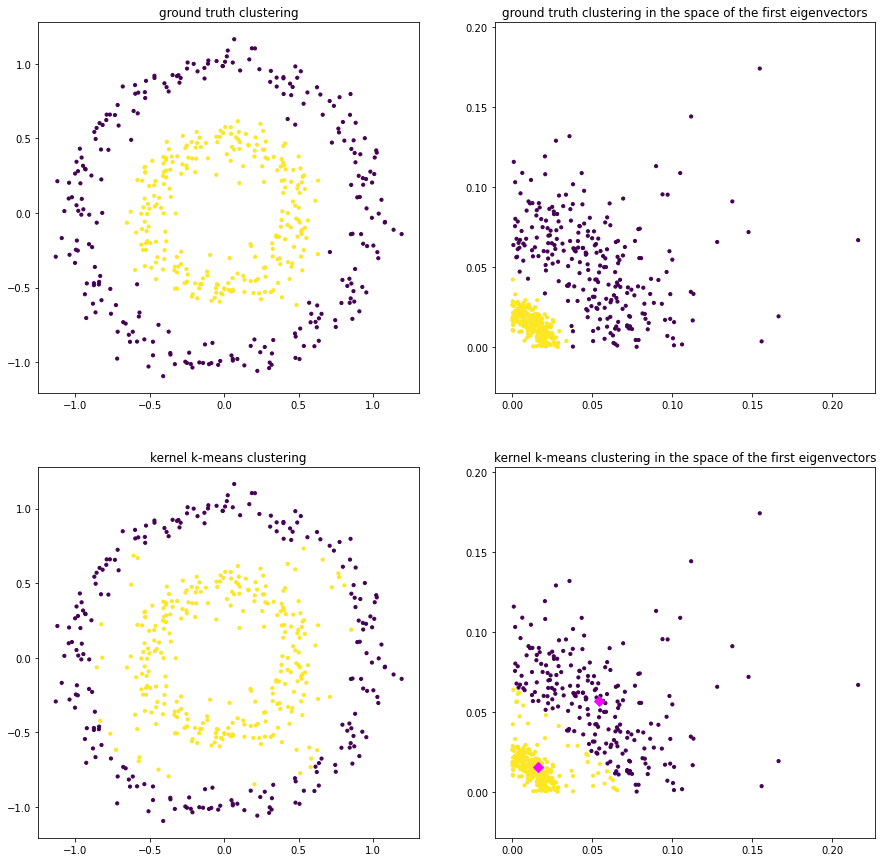 ground truth clustering
1.0
0.5
0.0
−0.5
−1.0
−1.0 −0.5 0.0 0.5 1.0
ground truth clustering in the space of the first eigenvectors
0.20
0.15
0.10
0.05
0.00
0.00 0.05 0.10 0.15 0.20
kernel k-means clustering
1.0
0.5
0.0
−0.5
−1.0
−1.0 −0.5 0.0 0.5 1.0
kernel k-means clustering in the space of the first eigenvectors
0.20
0.15
0.10
0.05
0.00
0.00 0.05 0.10 0.15 0.20